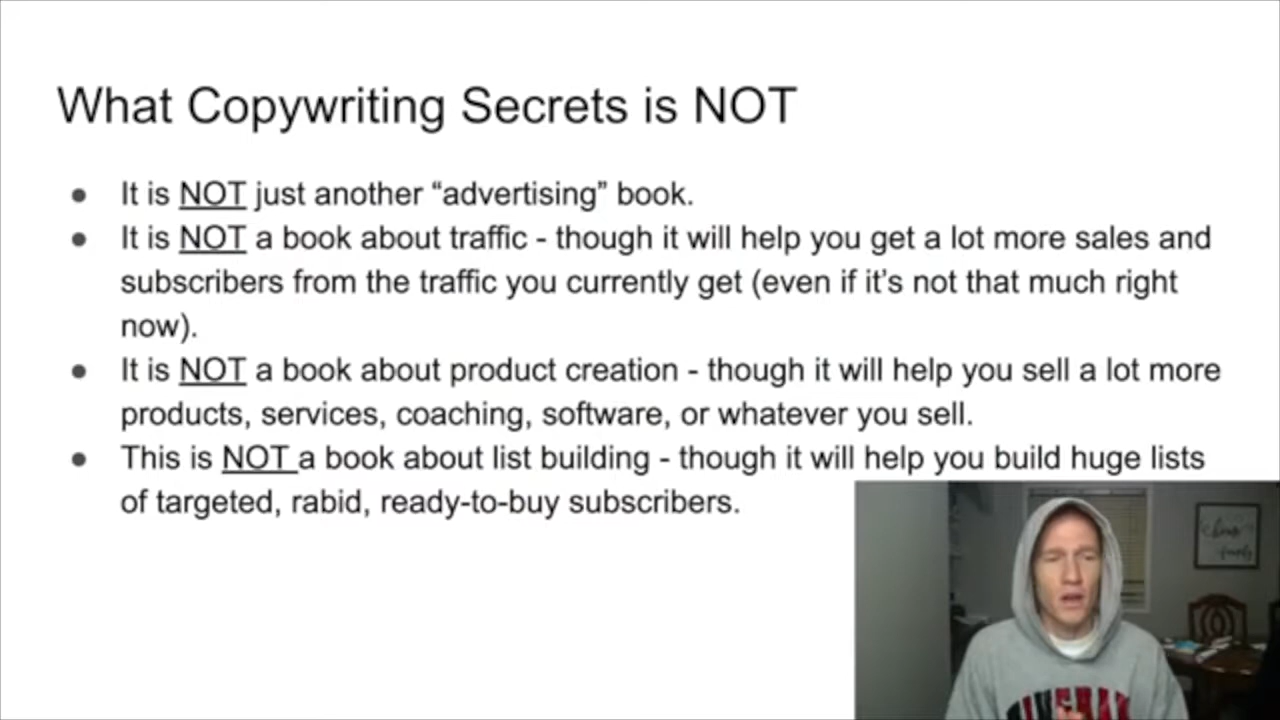 What Copywriting Secrets is NOT
● It is NOT just another “advertising” book.
● It is NOT a book about traffic - though it will help you get a lot more sales and
subscribers from the traffic you currently get (even if it’s not that much right
now).
● It is NOT a book about product creation - though it will help you sell a lot more
products, services, coaching, software, or whatever you sell.
● This is NOT a book about list building - though it will help you build huge lists
of targeted, rabid, ready-to-buy subscribers.